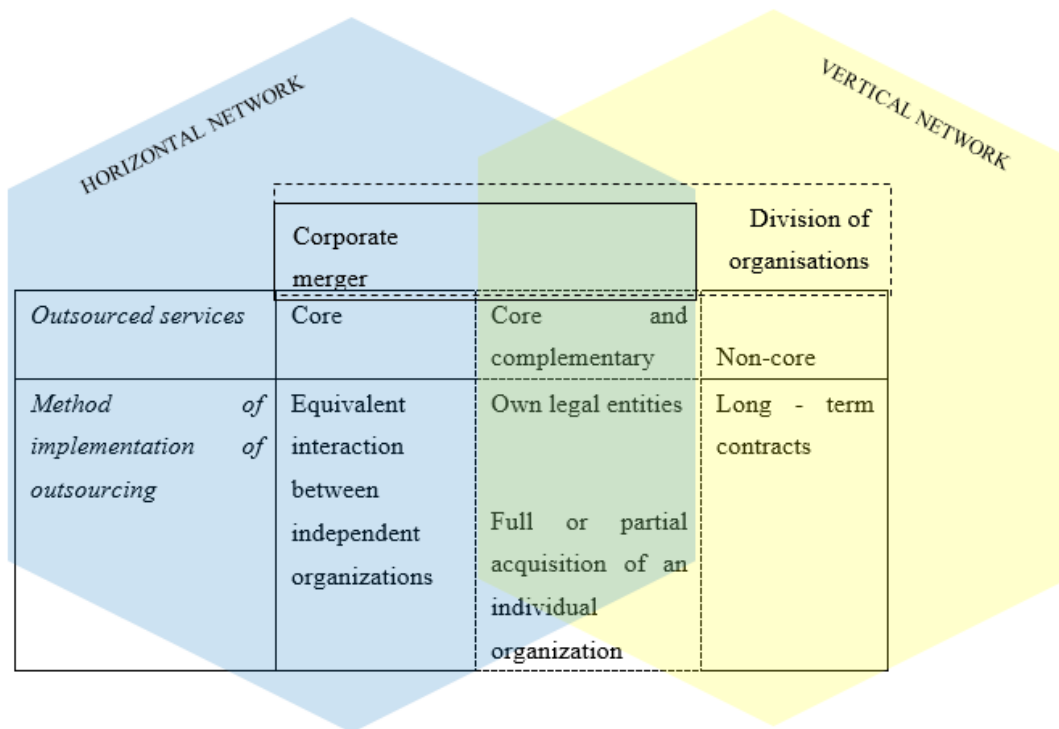 HORIZONTAL NETWORK
VERTICAL NETWORK
Corporate
merger
Division of
organisations
Outsourced services
Core
Core and
complementary
Non-core
Method of
implementation of
outsourcing
Equivalent
interaction
between
independent
organizations
Own legal entities
Full or partial
acquisition of an
individual
organization
Long - term
contracts